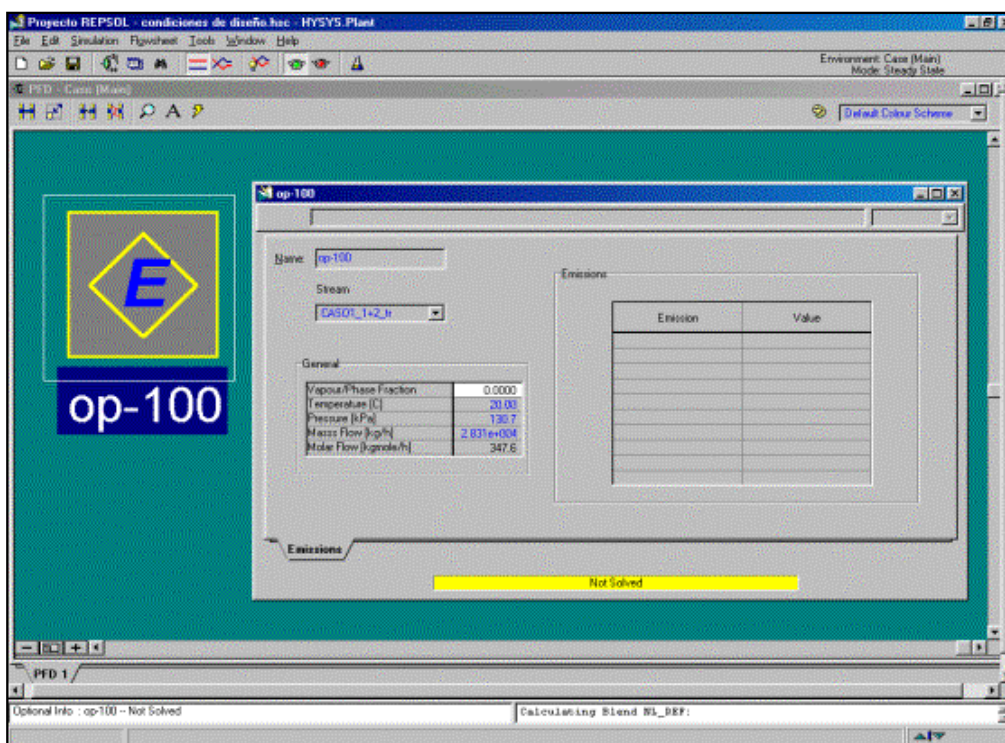 Proyecto REPSOL - condiciones de diseño.hsc - HYSYS.Plant
File Edit Simulation Flowsheet Tools Window Help
Environment: Case (Main)
Mode: Steady State
PFD - Case (Main)
A
Default Colour Scheme
op-100
E
op-100
Name op-100
Stream
CASO1_1+2_tr
Emissions
Emission Value
General
Vapour/Phase Fraction 0.0000
Temperature [C] 20.00
Pressure [kPa] 130.7
Masss Flow [kg/h] 2.831e+004
Molar Flow [kgmole/h] 347.6
Emissions
Not Solved
PFD 1
Optional Info : op-100 -- Not Solved
Calculating Blend NL_DEF: